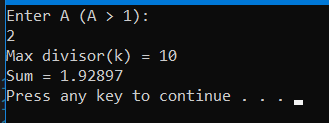 Enter A (A > 1):
2
Max divisor(k) = 10
Sum = 1.92897
Press any key to continue . . .